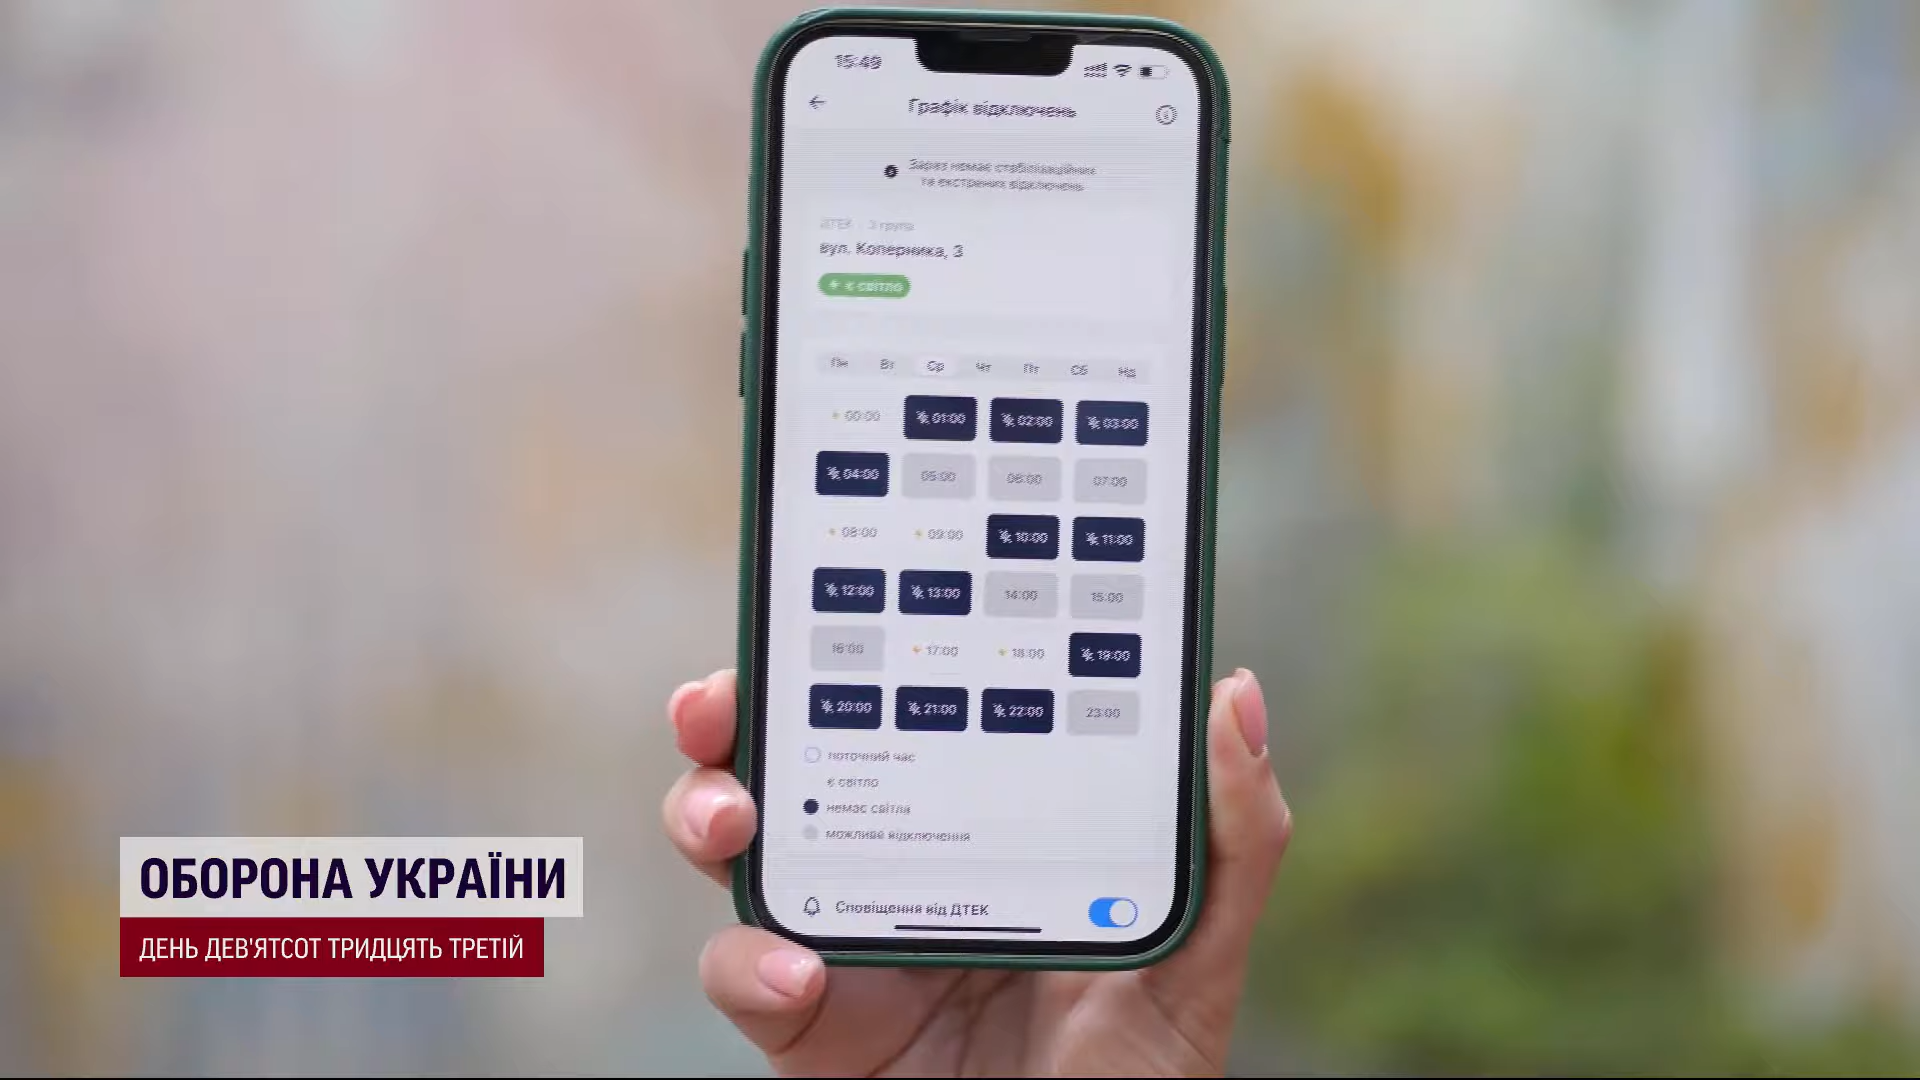 15:49
Графік відключень
Зараз немає стабілізаційних
та екстрених відключень
ДТЕК · 3 група
вул. Коперника, 3
є світло
Пн Вт Ср Чт Пт Сб Нд
00:00 01:00 02:00 03:00
04:00 05:00 06:00 07:00
08:00 09:00 10:00 11:00
12:00 13:00 14:00 15:00
16:00 17:00 18:00 19:00
20:00 21:00 22:00 23:00
поточний час
є світло
немає світла
можливе відключення
Сповіщення від ДТЕК
ОБОРОНА УКРАЇНИ
ДЕНЬ ДЕВ'ЯТСОТ ТРИДЦЯТЬ ТРЕТІЙ